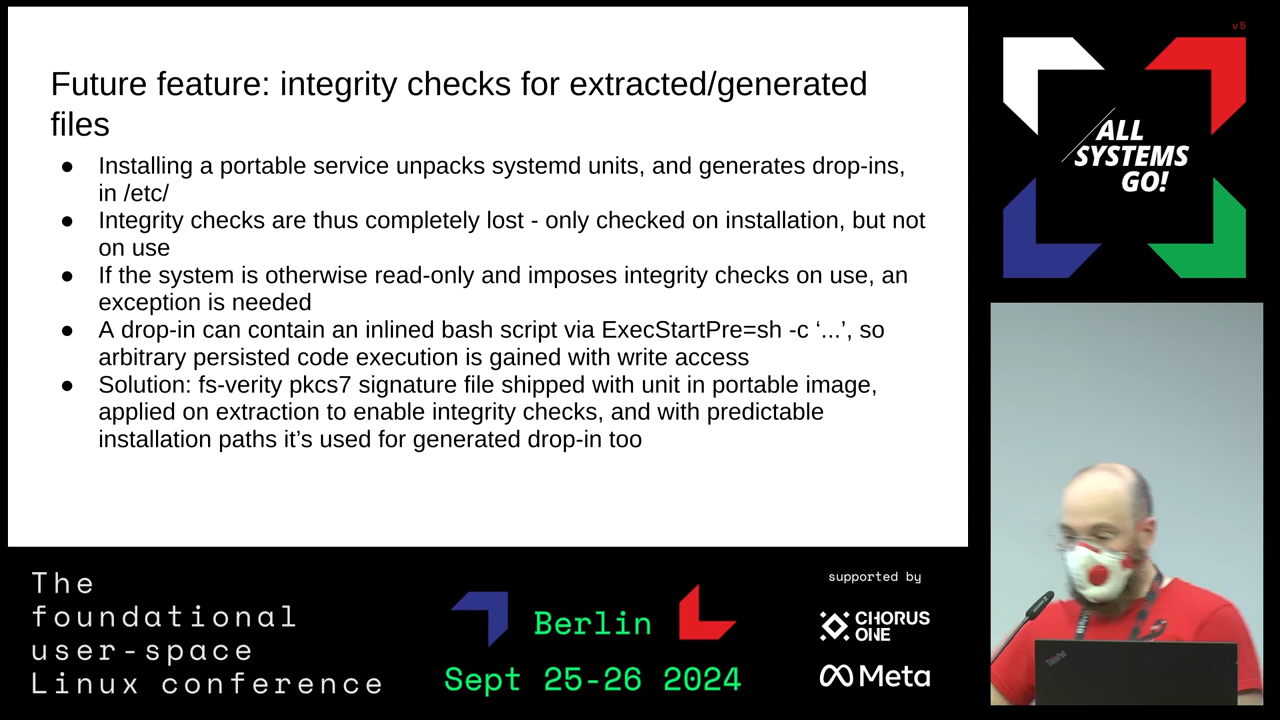 Future feature: integrity checks for extracted/generated
files
● Installing a portable service unpacks systemd units, and generates drop-ins,
in /etc/
● Integrity checks are thus completely lost - only checked on installation, but not
on use
● If the system is otherwise read-only and imposes integrity checks on use, an
exception is needed
● A drop-in can contain an inlined bash script via ExecStartPre=sh -c ‘...’, so
arbitrary persisted code execution is gained with write access
● Solution: fs-verity pkcs7 signature file shipped with unit in portable image,
applied on extraction to enable integrity checks, and with predictable
installation paths it’s used for generated drop-in too
v5
ALL
SYSTEMS
GO!
The
foundational
user-space
Linux conference
Berlin
Sept 25-26 2024
supported by
CHORUS
ONE
Meta
ThinkPad